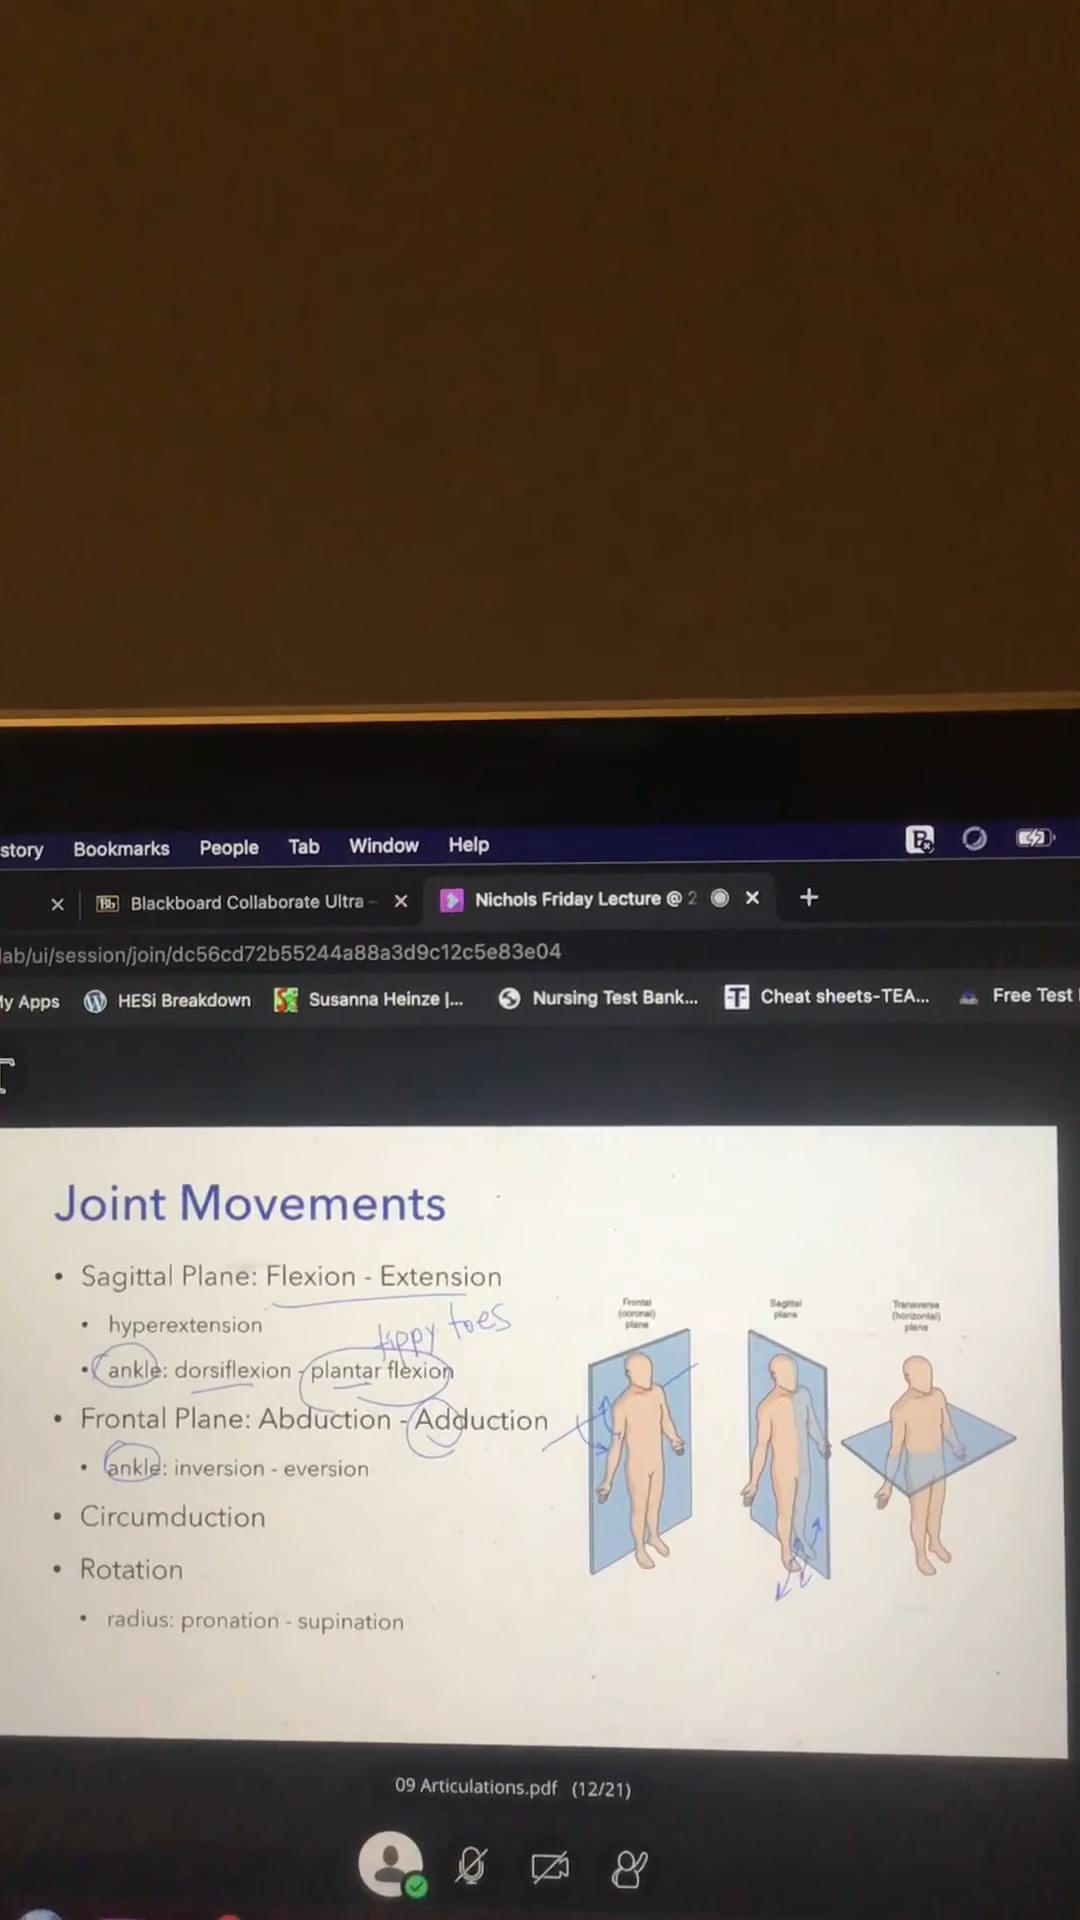 story Bookmarks People Tab Window Help
Blackboard Collaborate Ultra - Nichols Friday Lecture @ 2
lab/ui/session/join/dc56cd72b55244a88a3d9c12c5e83e04
My Apps HESi Breakdown Susanna Heinze |... Nursing Test Bank... Cheat sheets-TEA... Free Test
Joint Movements
• Sagittal Plane: Flexion - Extension
• hyperextension
tippy toes
• ankle: dorsiflexion - plantar flexion
• Frontal Plane: Abduction - Adduction
• ankle: inversion - eversion
• Circumduction
• Rotation
• radius: pronation - supination
Frontal
(coronal)
plane
Sagittal
plane
Transverse
(horizontal)
plane
09 Articulations.pdf (12/21)